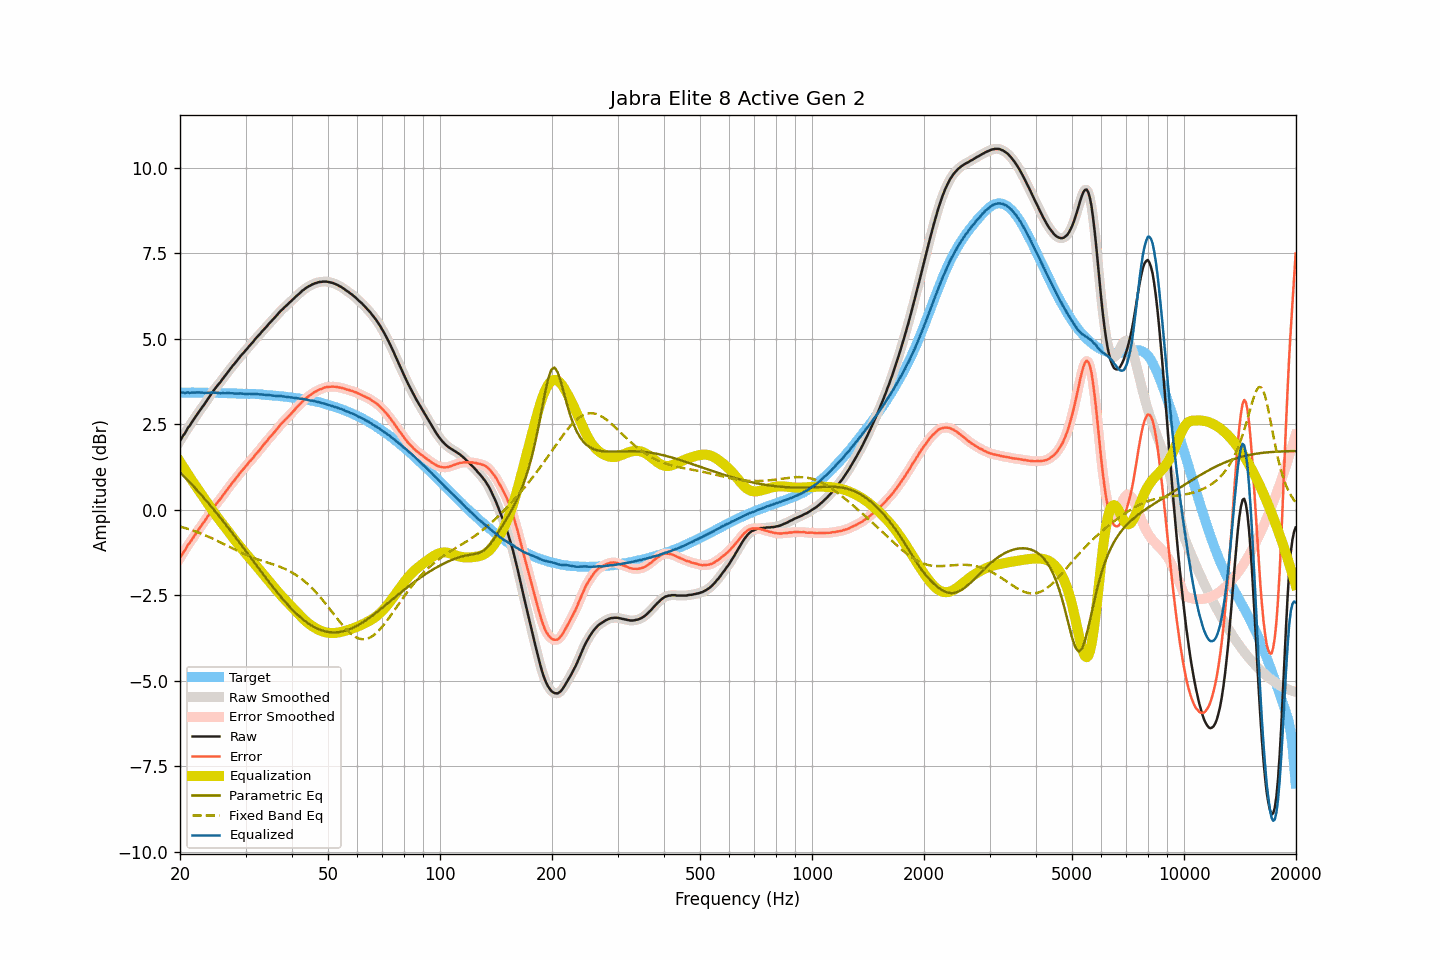 Jabra Elite 8 Active Gen 2
Amplitude (dBr)
10.0
7.5
5.0
2.5
0.0
−2.5
−5.0
−7.5
−10.0
Target
Raw Smoothed
Error Smoothed
Raw
Error
Equalization
Parametric Eq
Fixed Band Eq
Equalized
20 50 100 200 500 1000 2000 5000 10000 20000
Frequency (Hz)